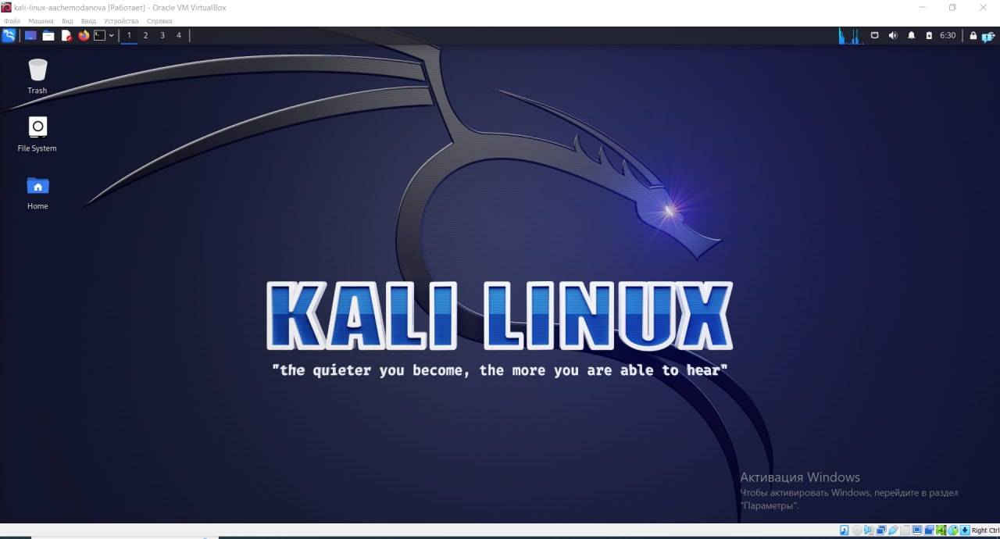 kali-linux-aachemodanova [Работает] - Oracle VM VirtualBox
Файл Машина Вид Ввод Устройства Справка
1 2 3 4 6:30
Trash
File System
Home
KALI LINUX
"the quieter you become, the more you are able to hear"
Активация Windows
Чтобы активировать Windows, перейдите в раздел
"Параметры".
Right Ctrl